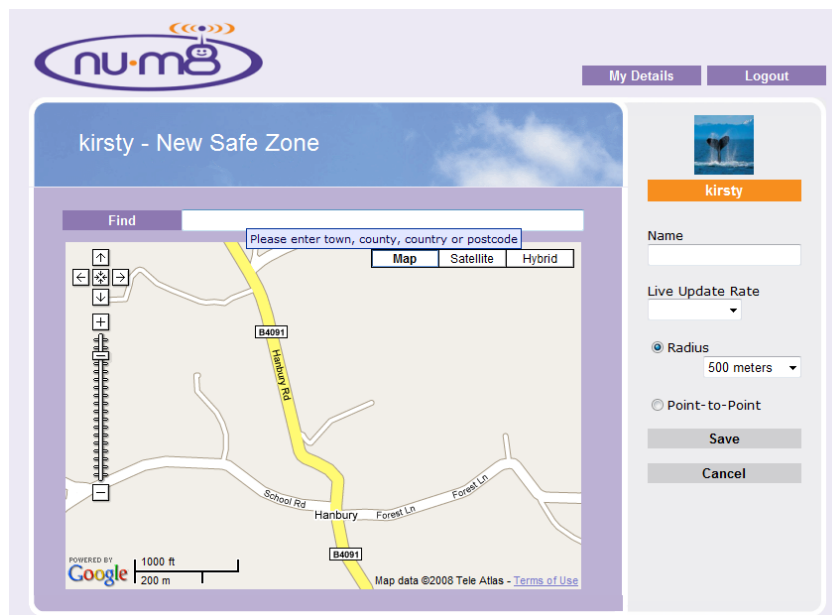 nu·m8
My Details
Logout
kirsty - New Safe Zone
kirsty
Find
Please enter town, county, country or postcode
Map
Satellite
Hybrid
B4091
Hanbury Rd
School Rd
Hanbury
Forest Ln
Forest Ln
B4091
POWERED BY
Google
1000 ft
200 m
Map data ©2008 Tele Atlas - Terms of Use
Name
Live Update Rate
Radius
500 meters
Point-to-Point
Save
Cancel